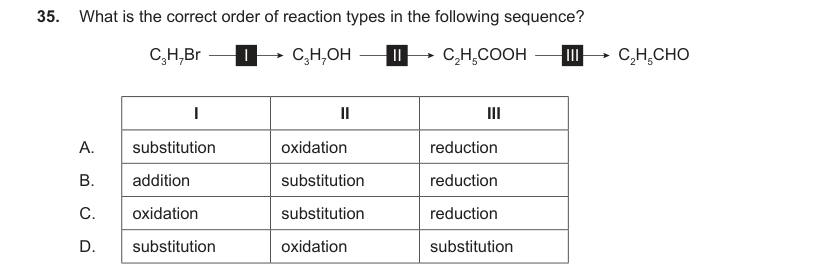 35. What is the correct order of reaction types in the following sequence?
C₃H₇Br I C₃H₇OH II C₂H₅COOH III C₂H₅CHO
I II III
A. substitution oxidation reduction
B. addition substitution reduction
C. oxidation substitution reduction
D. substitution oxidation substitution